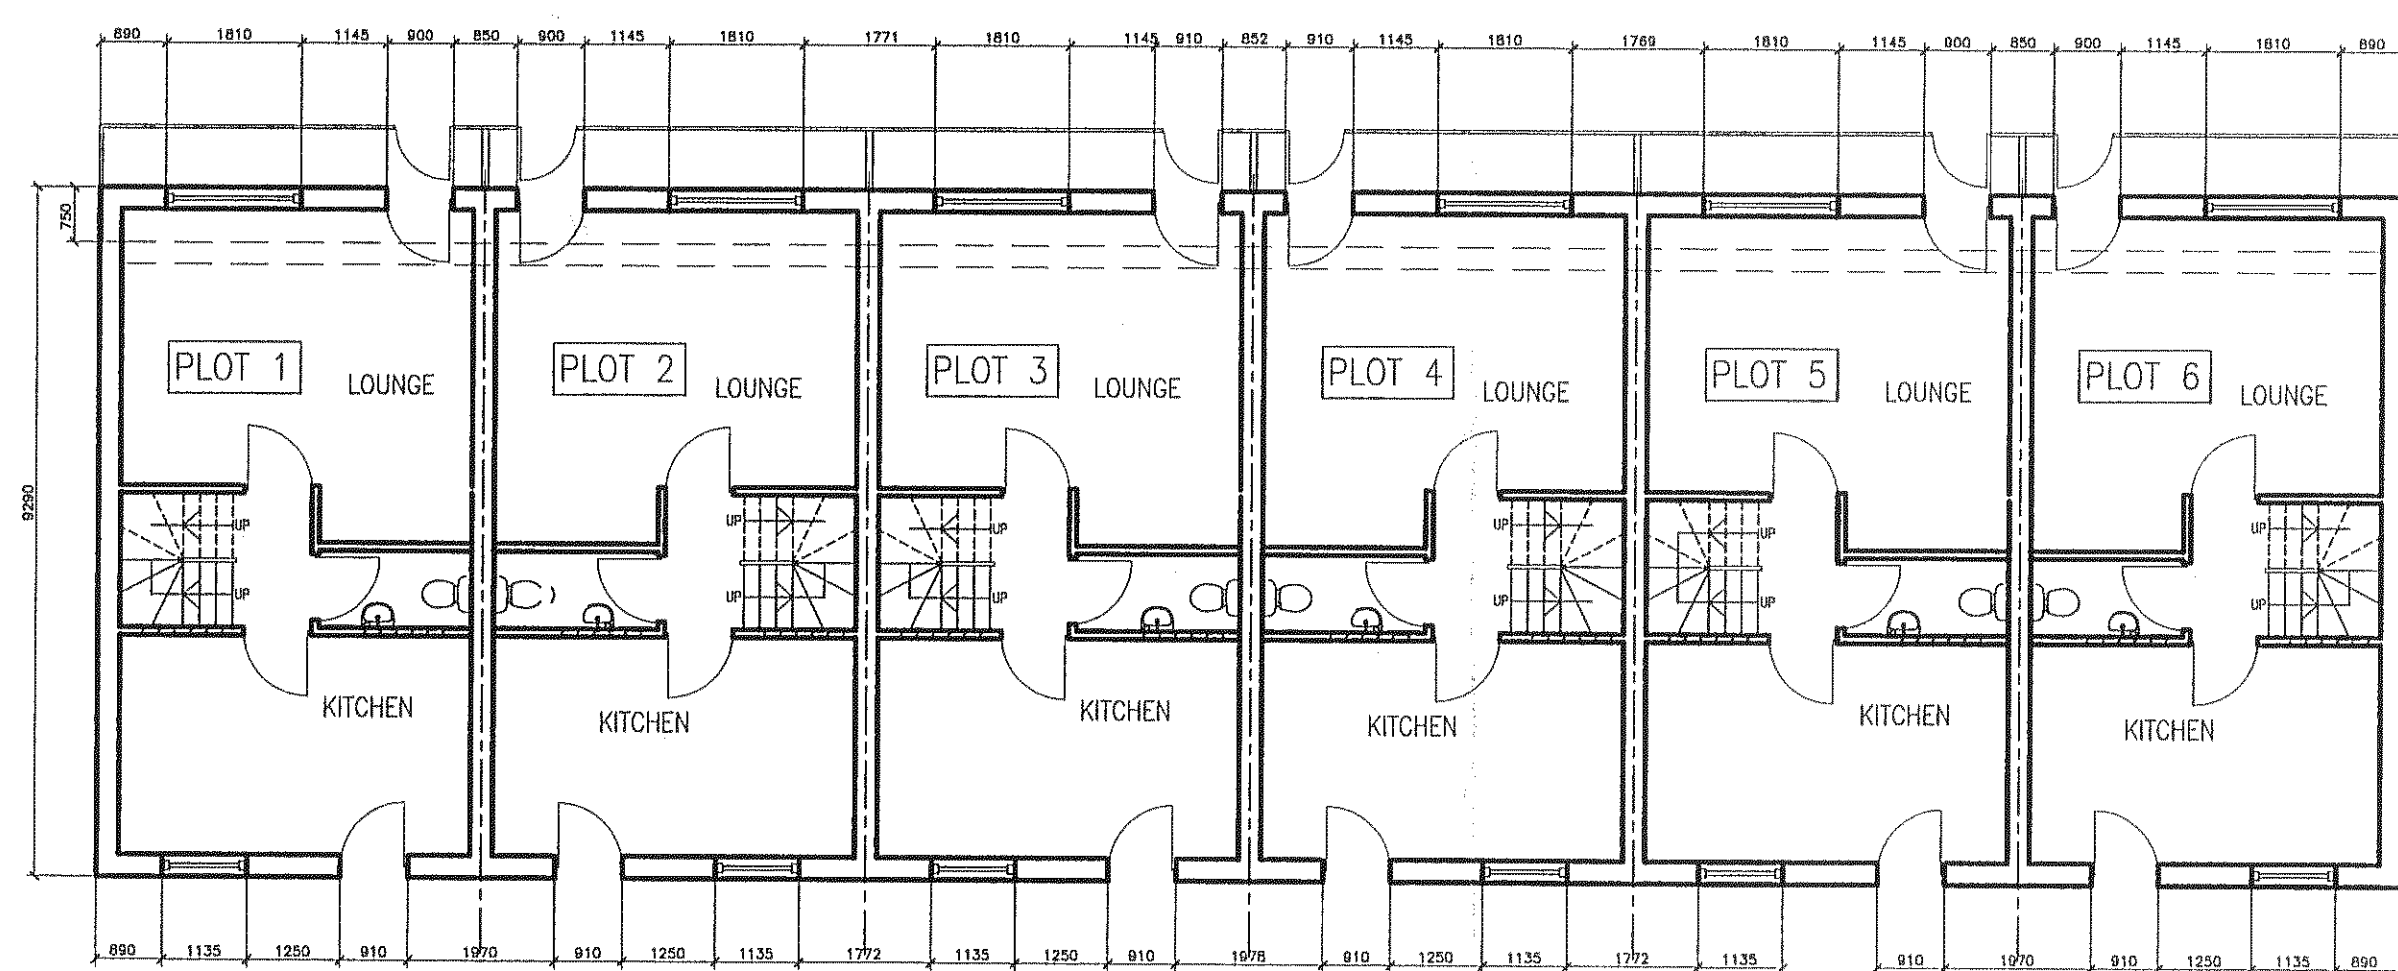 890 1810 1145 900 850 900 1145 1810 1771 1810 1145 910 852 910 1145 1810 1769 1810 1145 900 850 900 1145 1810 890
750
9290
PLOT 1 LOUNGE PLOT 2 LOUNGE PLOT 3 LOUNGE PLOT 4 LOUNGE PLOT 5 LOUNGE PLOT 6 LOUNGE
UP UP UP UP UP UP
UP UP UP UP UP UP
KITCHEN KITCHEN KITCHEN KITCHEN KITCHEN KITCHEN
890 1135 1250 910 1970 910 1250 1135 1772 1135 1250 910 1978 910 1250 1135 1772 1135 910 1970 910 1250 1135 890